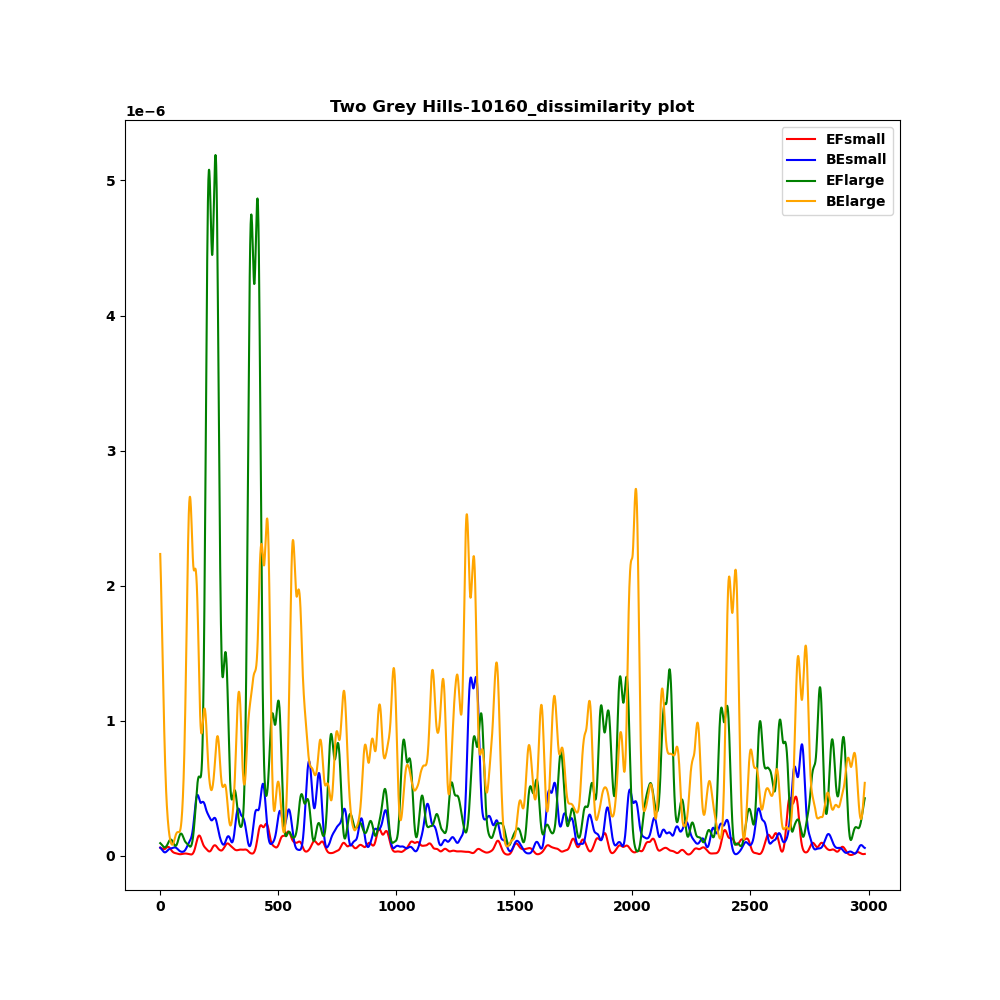 Two Grey Hills-10160_dissimilarity plot
1e−6
EFsmall
BEsmall
EFlarge
BElarge
5
4
3
2
1
0
0 500 1000 1500 2000 2500 3000